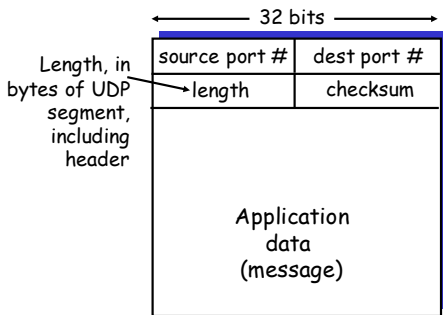 32 bits
source port #
dest port #
Length, in
bytes of UDP
segment,
including
header
length
checksum
Application
data
(message)